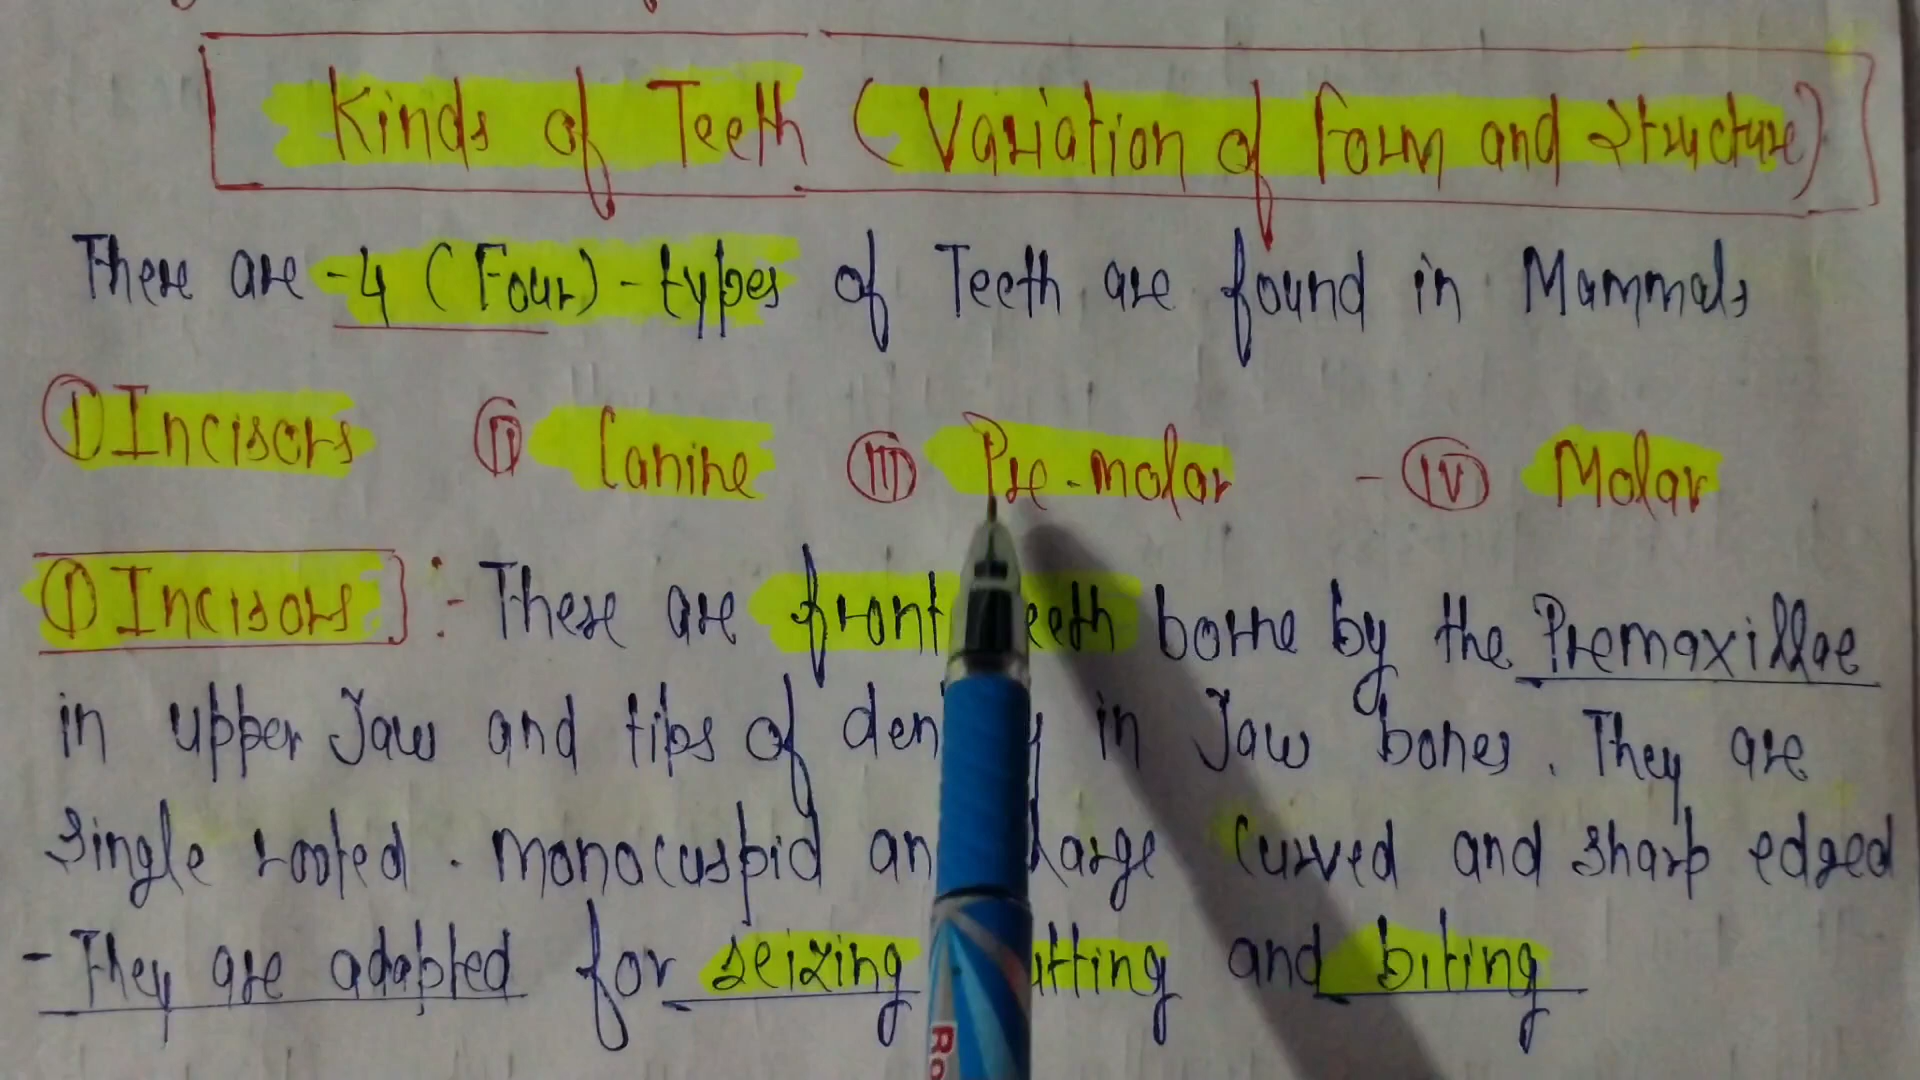 Kinds of Teeth (Variation of Form and Structure)
There are -4 (Four) - types of Teeth are found in Mammals
I Incisors II Canine III Pre-molar - IV Molar
I Incisors :- These are front teeth borne by the Premaxillae
in upper Jaw and tips of in Jaw bones. They are
single rooted. monocuspid an large curved and sharp edged
- They are adapted for seizing and biting
Ro